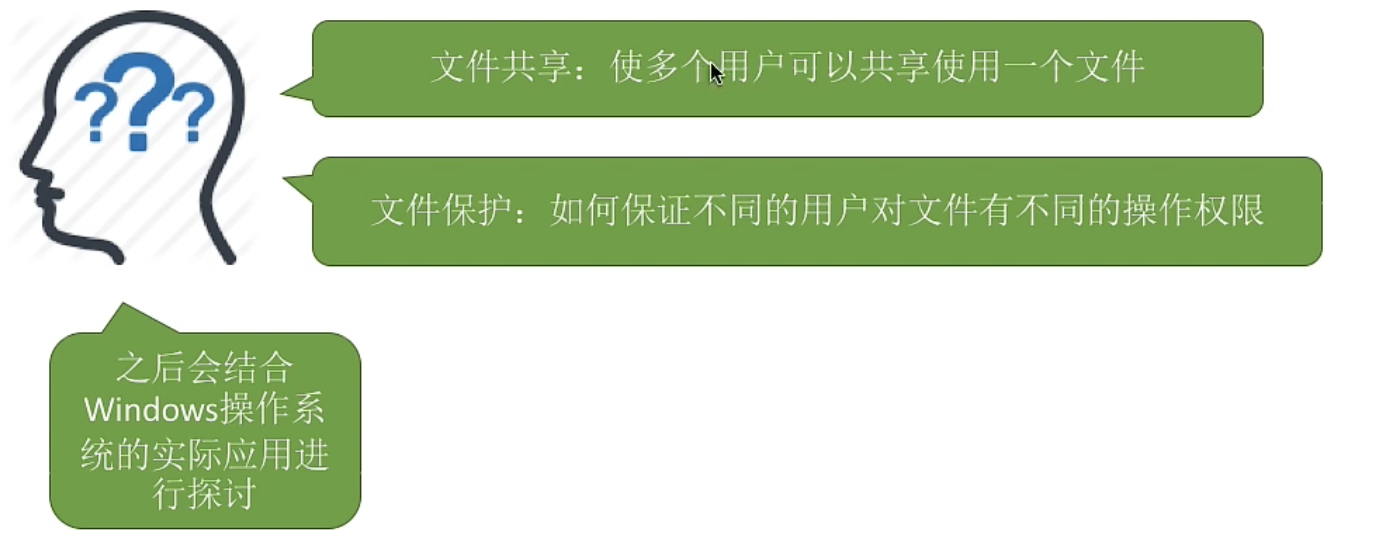 ???
文件共享：使多个用户可以共享使用一个文件
文件保护：如何保证不同的用户对文件有不同的操作权限
之后会结合
Windows操作系
统的实际应用进
行探讨